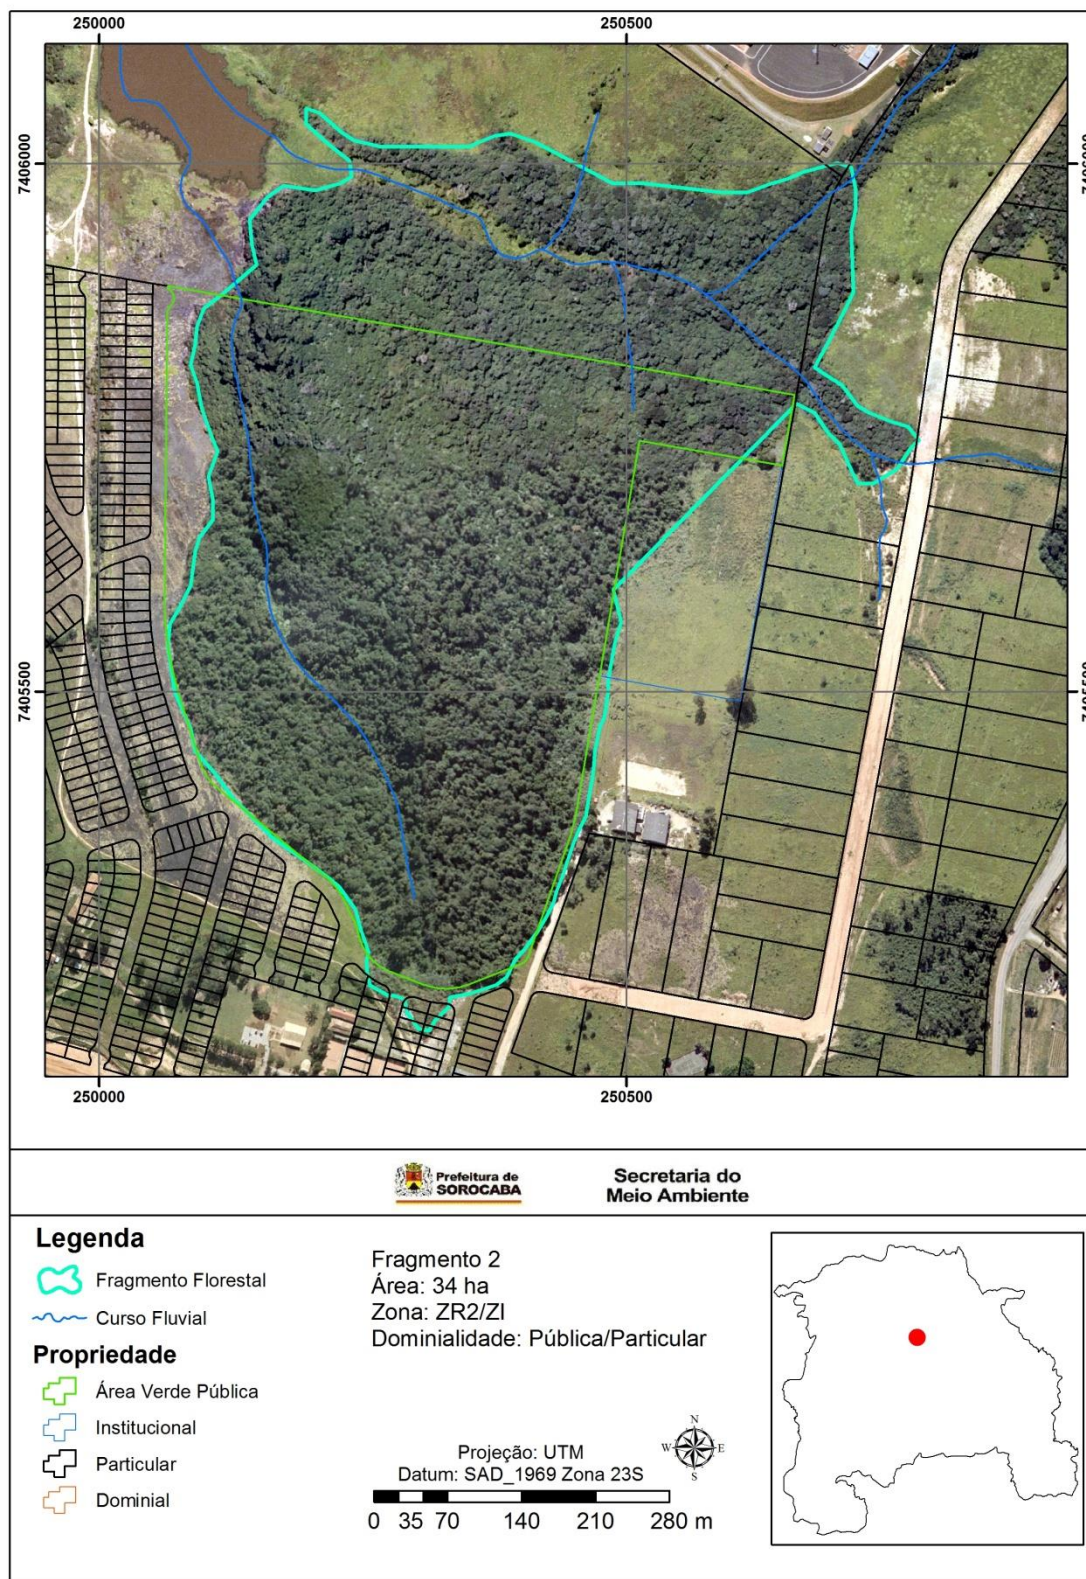 250000
250500
7406000
7406000
7405500
7405500
250000
250500
Prefeitura de
SOROCABA
Secretaria do
Meio Ambiente
Legenda
Fragmento Florestal
Curso Fluvial
Propriedade
Área Verde Pública
Institucional
Particular
Dominial
Fragmento 2
Área: 34 ha
Zona: ZR2/ZI
Dominialidade: Pública/Particular
N
W
E
S
Projeção: UTM
Datum: SAD_1969 Zona 23S
0 35 70 140 210 280 m